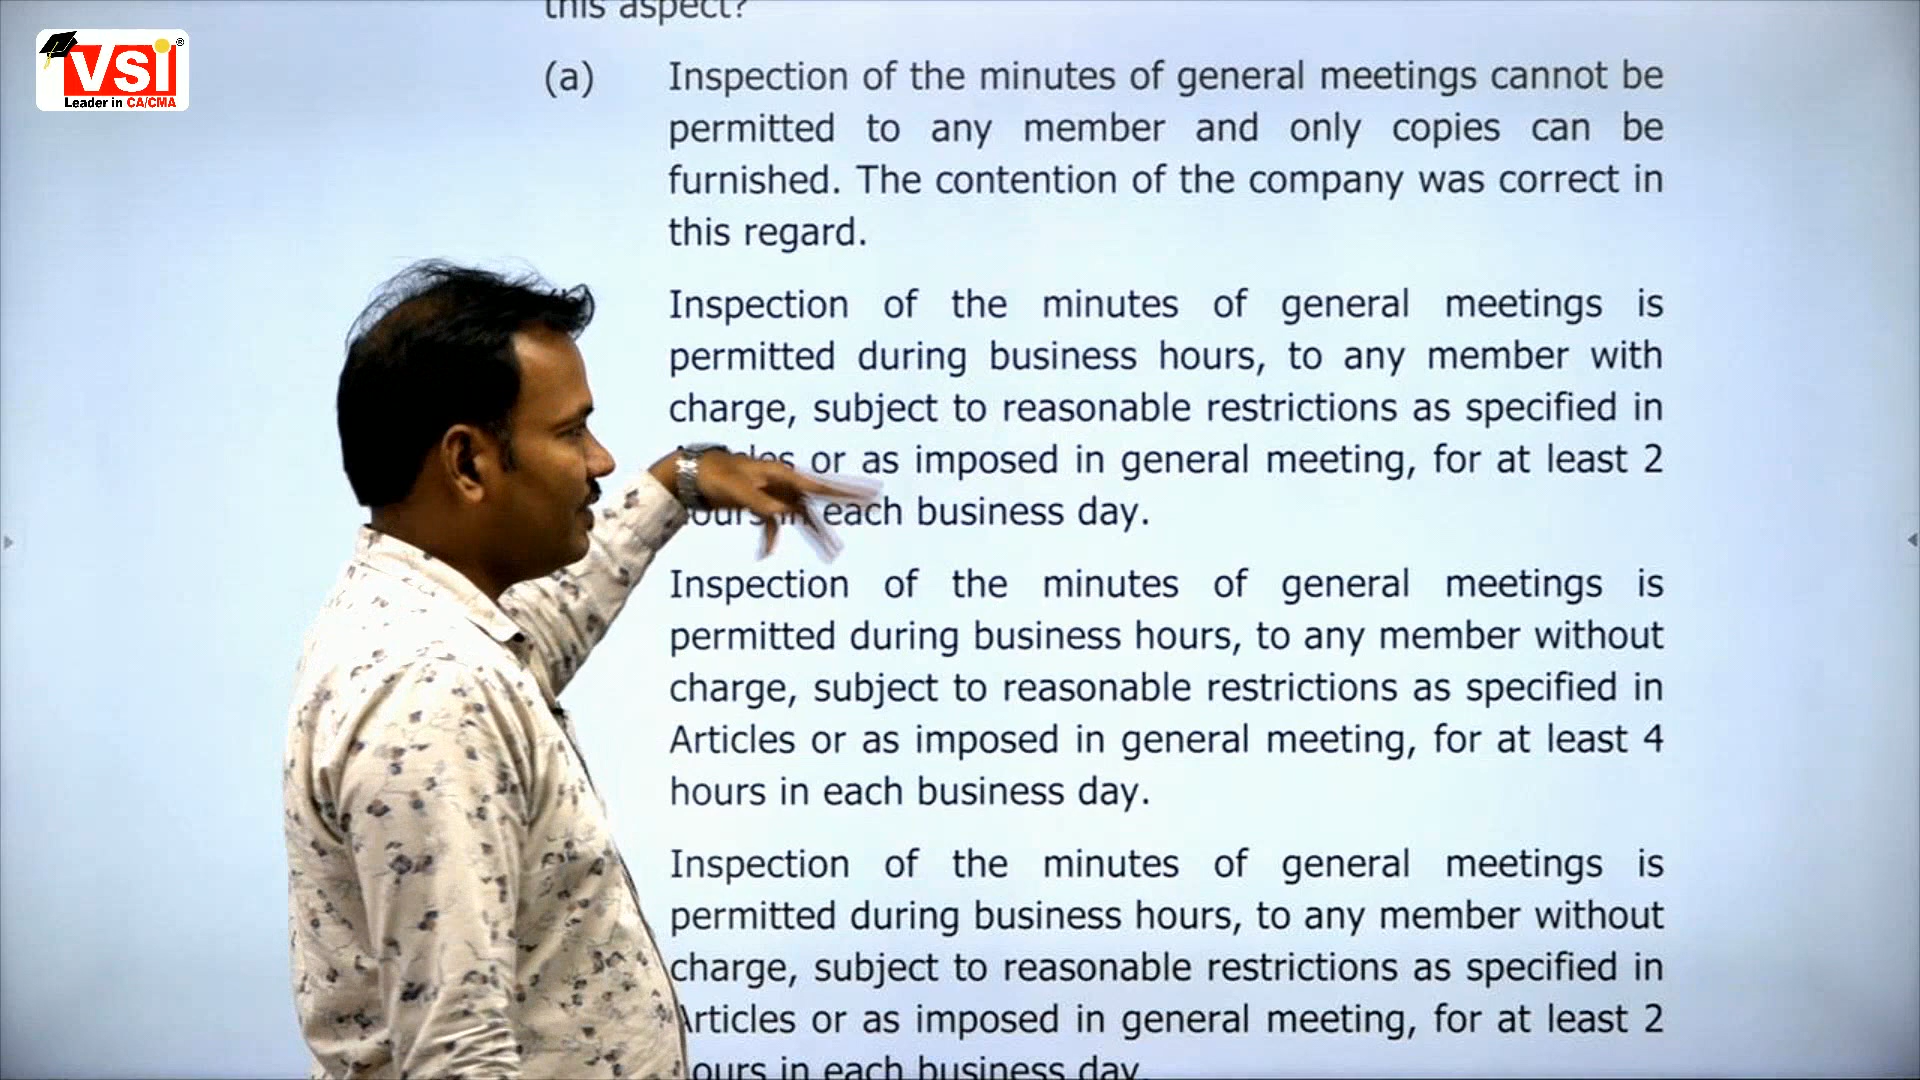 this aspect?
VSI
Leader in CA/CMA
(a) Inspection of the minutes of general meetings cannot be
permitted to any member and only copies can be
furnished. The contention of the company was correct in
this regard.
Inspection of the minutes of general meetings is
permitted during business hours, to any member with
charge, subject to reasonable restrictions as specified in
or as imposed in general meeting, for at least 2
each business day.
Inspection of the minutes of general meetings is
permitted during business hours, to any member without
charge, subject to reasonable restrictions as specified in
Articles or as imposed in general meeting, for at least 4
hours in each business day.
Inspection of the minutes of general meetings is
permitted during business hours, to any member without
charge, subject to reasonable restrictions as specified in
Articles or as imposed in general meeting, for at least 2
hours in each business day.